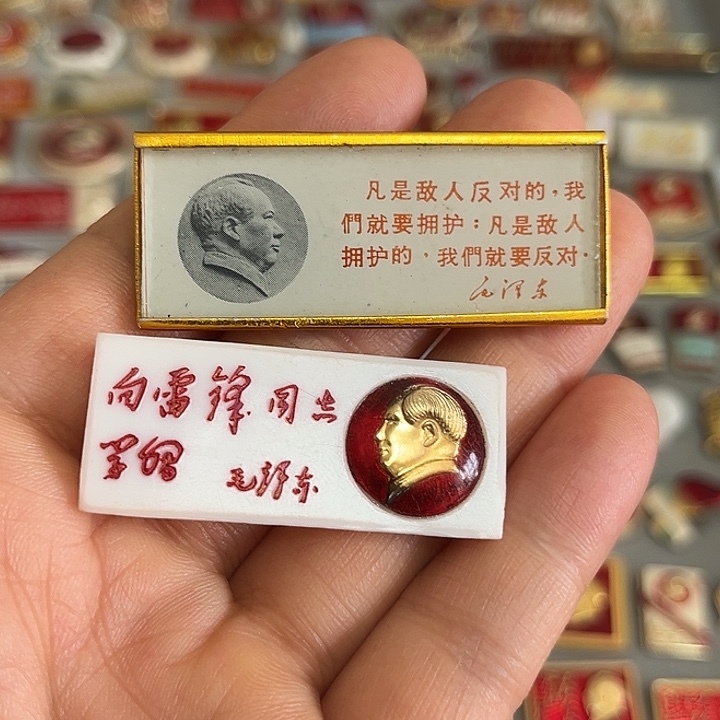 凡是敌人反对的，我
們就要拥护：凡是敌人
拥护的，我們就要反对。
毛泽东
向雷锋同志
学習
毛泽东